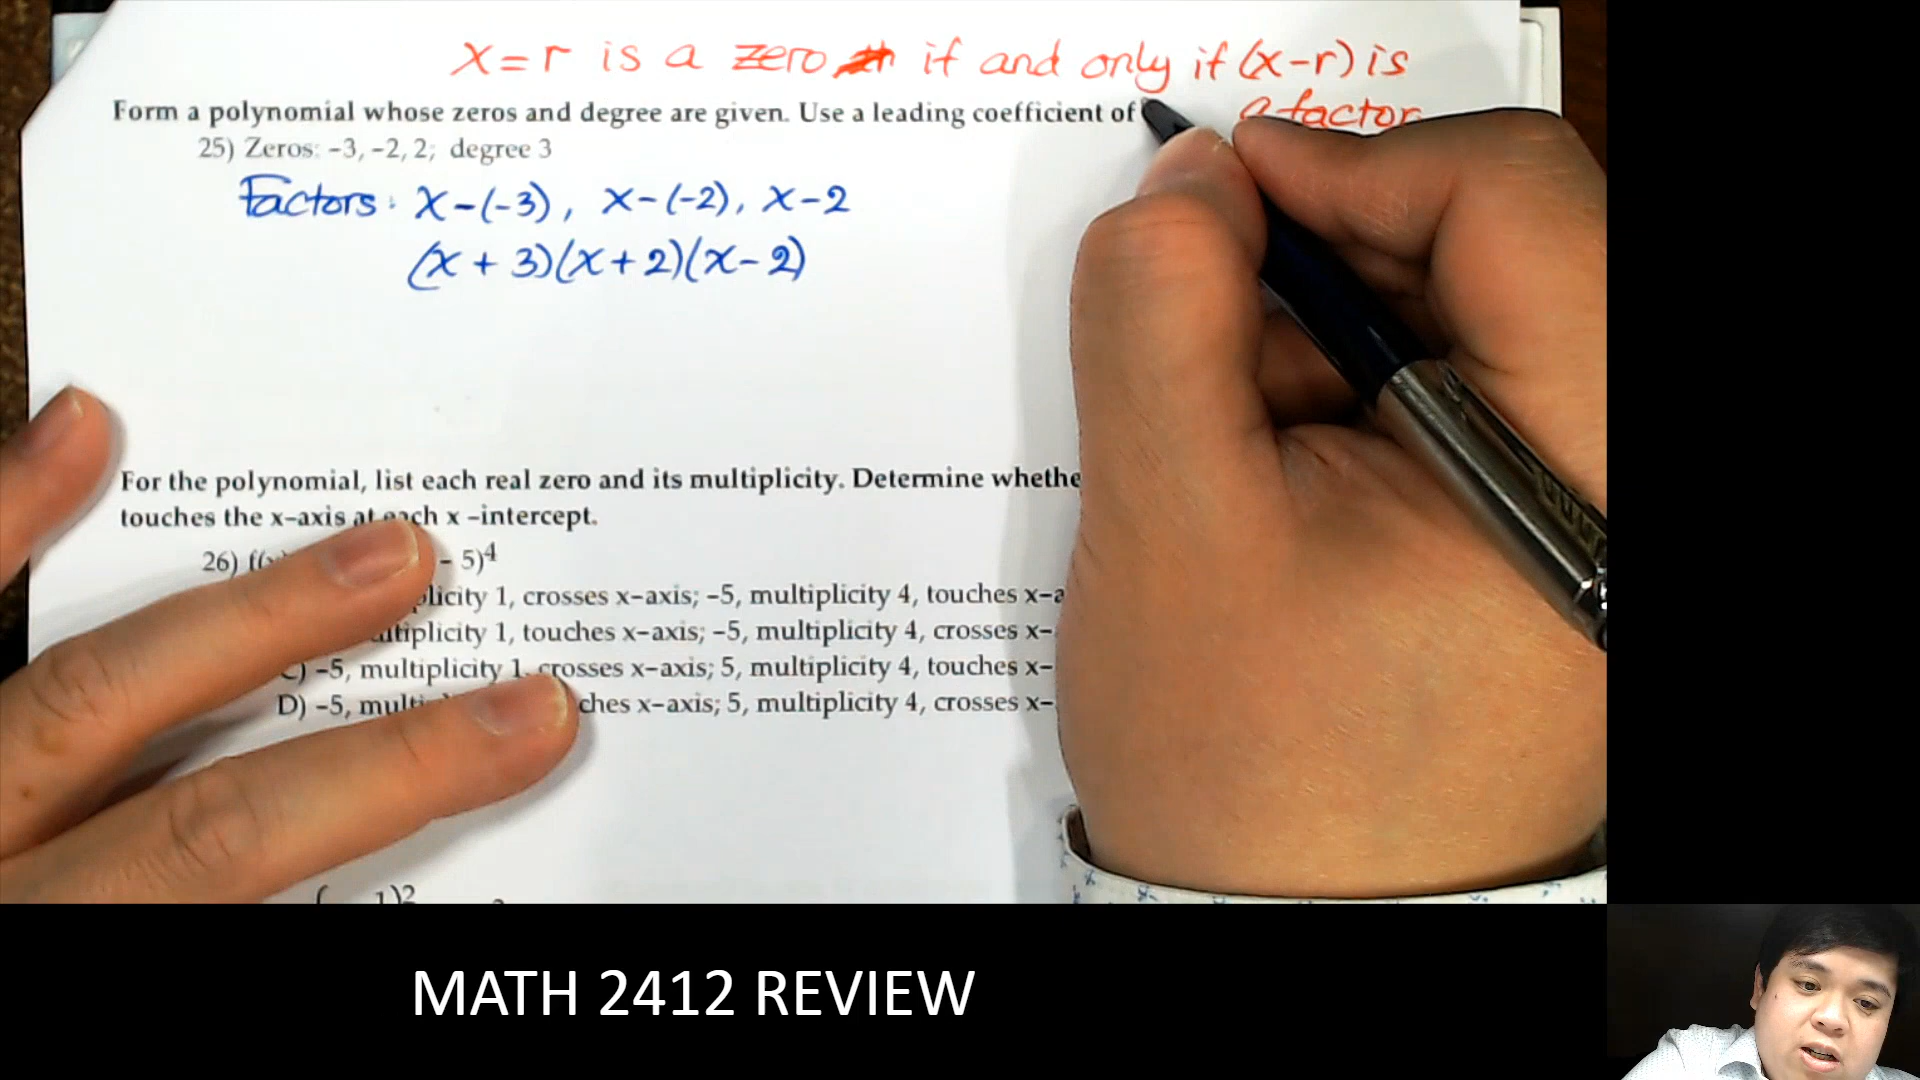 x=r is a zero if and only if (x-r) is
a factor
Form a polynomial whose zeros and degree are given. Use a leading coefficient of
25) Zeros: -3, -2, 2; degree 3
Factors: x-(-3), x-(-2), x-2
(x+3)(x+2)(x-2)
For the polynomial, list each real zero and its multiplicity. Determine
touches the x-axis at each x -intercept.
26) - 5)⁴
1, crosses x-axis; -5, multiplicity 4, touches
1, touches x-axis; -5, multiplicity 4, crosses
C) -5, multiplicity 1, crosses x-axis; 5, multiplicity 4, touches
D) -5, x-axis; 5, multiplicity 4, crosses
MATH 2412 REVIEW